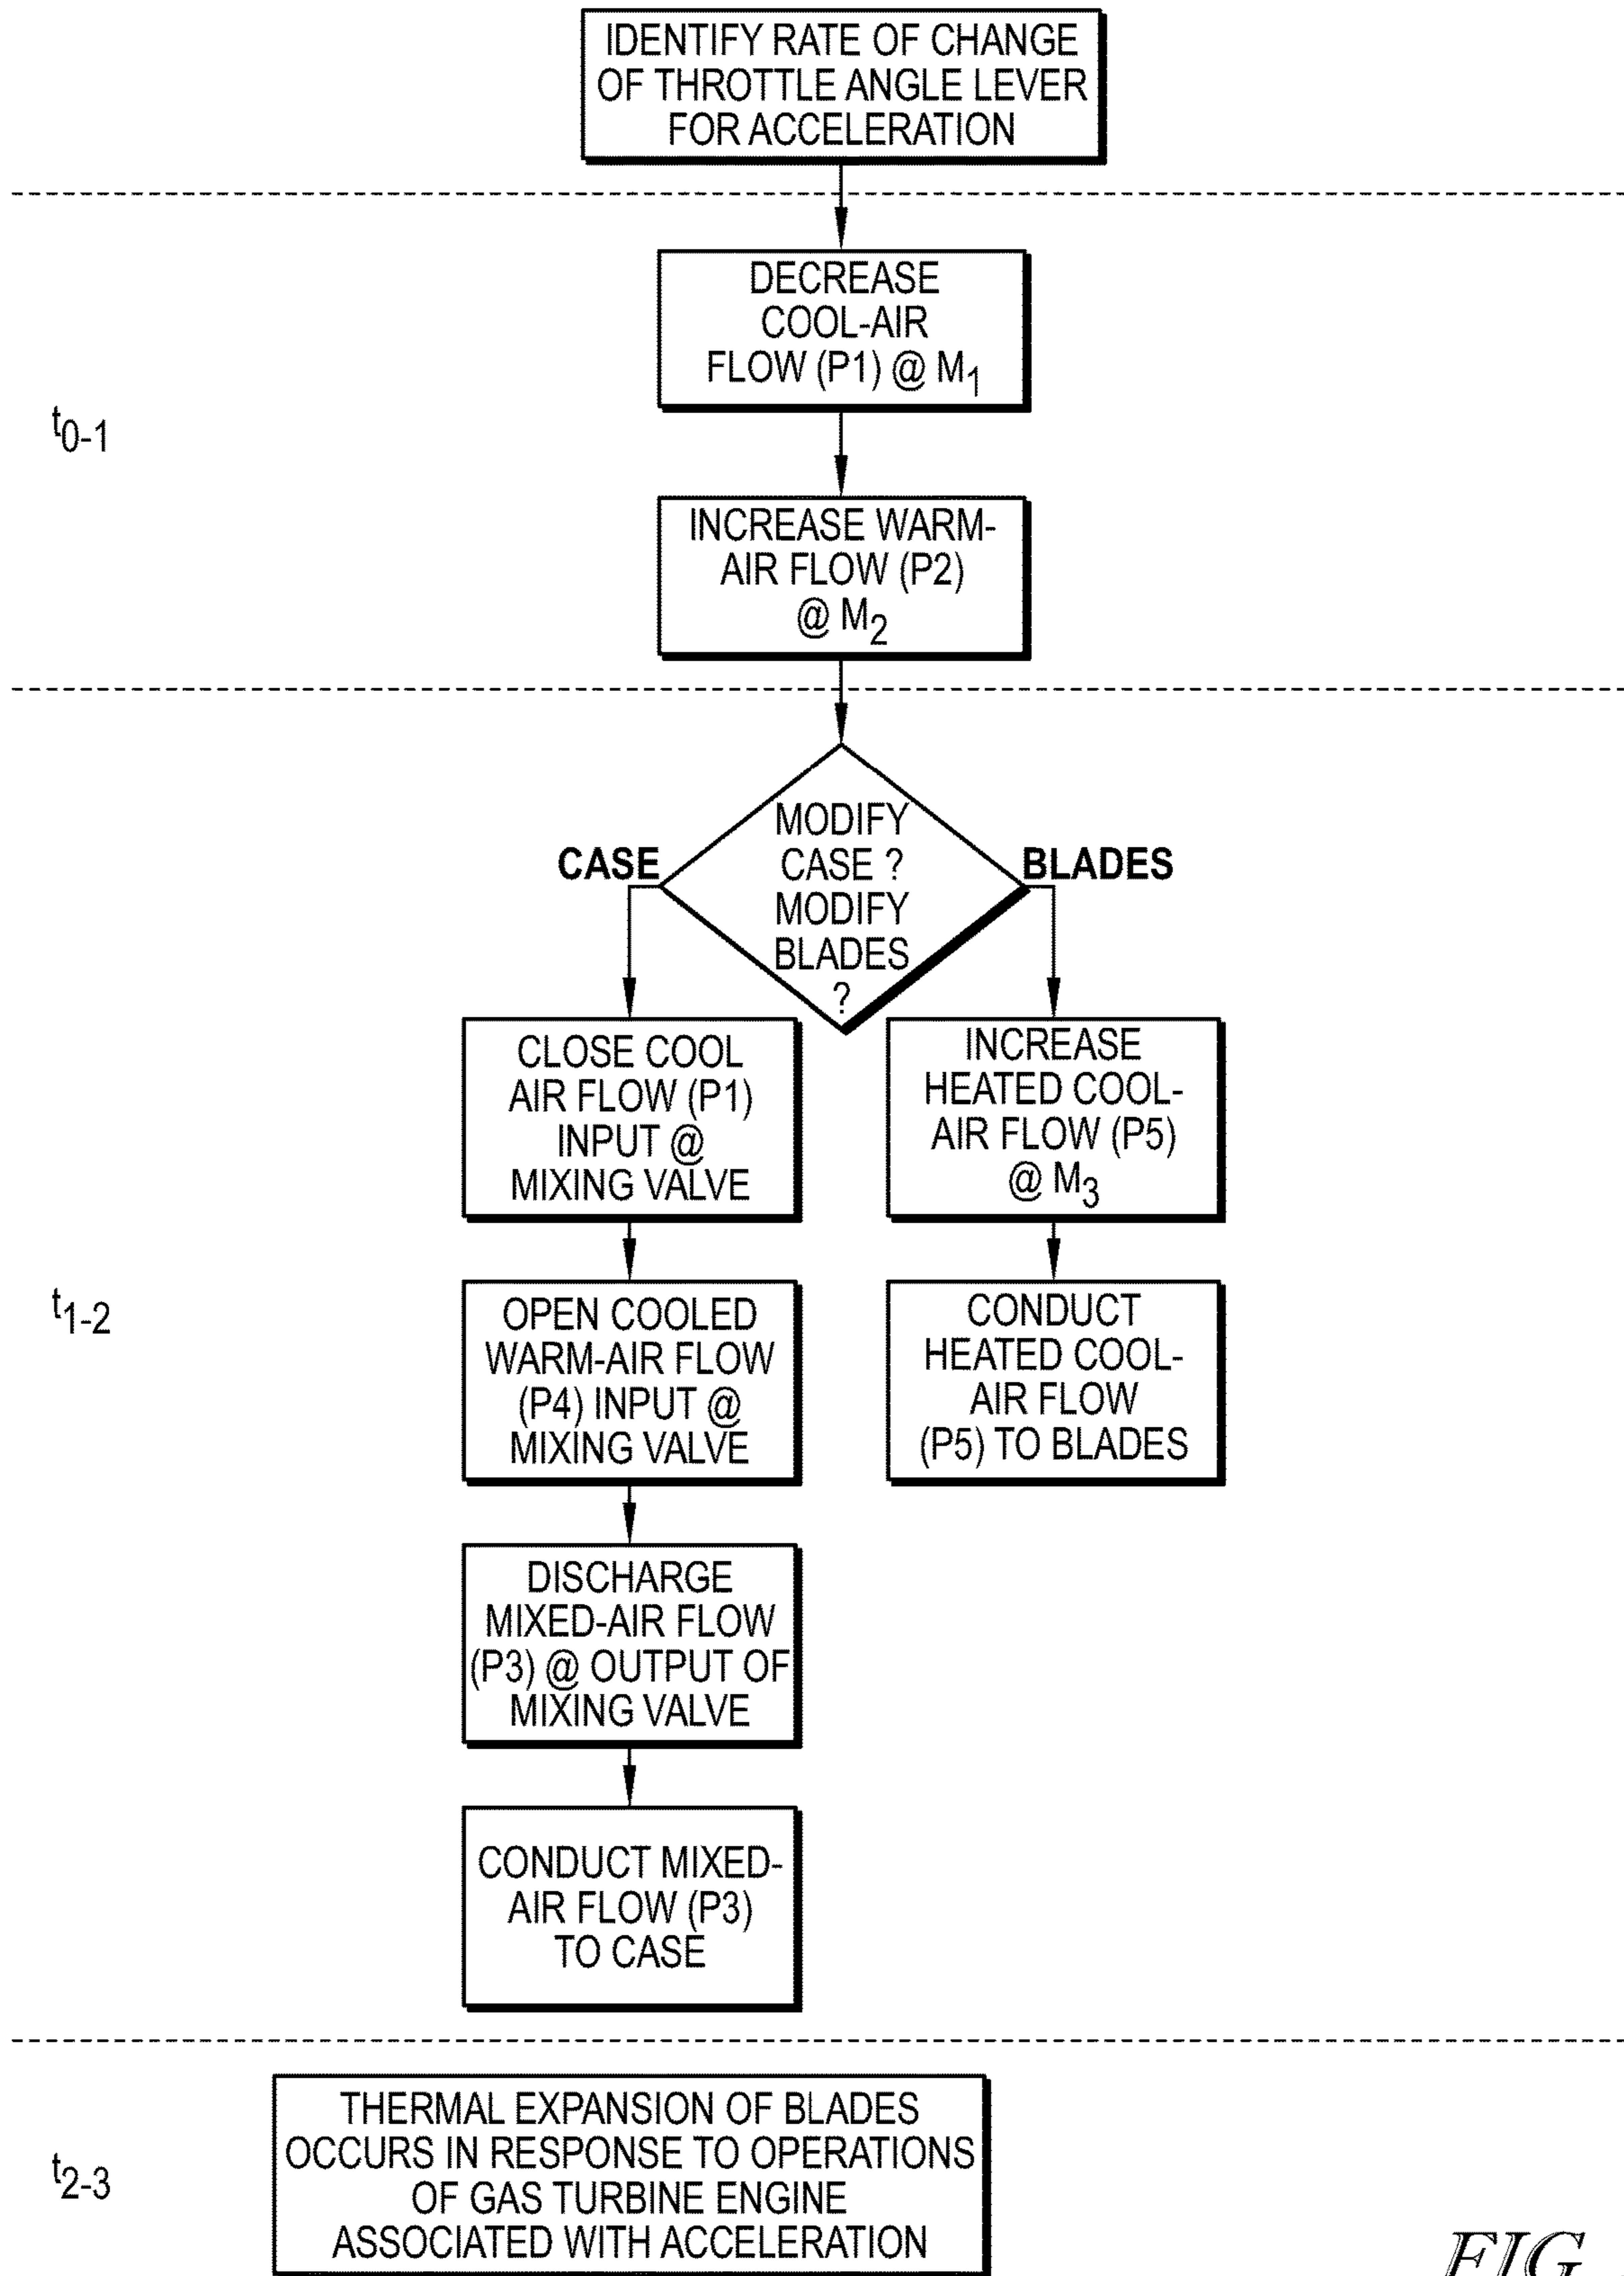 IDENTIFY RATE OF CHANGE
OF THROTTLE ANGLE LEVER
FOR ACCELERATION
DECREASE
COOL-AIR
FLOW (P1) @ M₁
t₀₋₁
INCREASE WARM-
AIR FLOW (P2)
@ M₂
MODIFY
CASE ?
MODIFY
BLADES
?
CASE
BLADES
CLOSE COOL
AIR FLOW (P1)
INPUT @
MIXING VALVE
INCREASE
HEATED COOL-
AIR FLOW (P5)
@ M₃
t₁₋₂
OPEN COOLED
WARM-AIR FLOW
(P4) INPUT @
MIXING VALVE
CONDUCT
HEATED COOL-
AIR FLOW
(P5) TO BLADES
DISCHARGE
MIXED-AIR FLOW
(P3) @ OUTPUT OF
MIXING VALVE
CONDUCT MIXED-
AIR FLOW (P3)
TO CASE
t₂₋₃
THERMAL EXPANSION OF BLADES
OCCURS IN RESPONSE TO OPERATIONS
OF GAS TURBINE ENGINE
ASSOCIATED WITH ACCELERATION
FIG